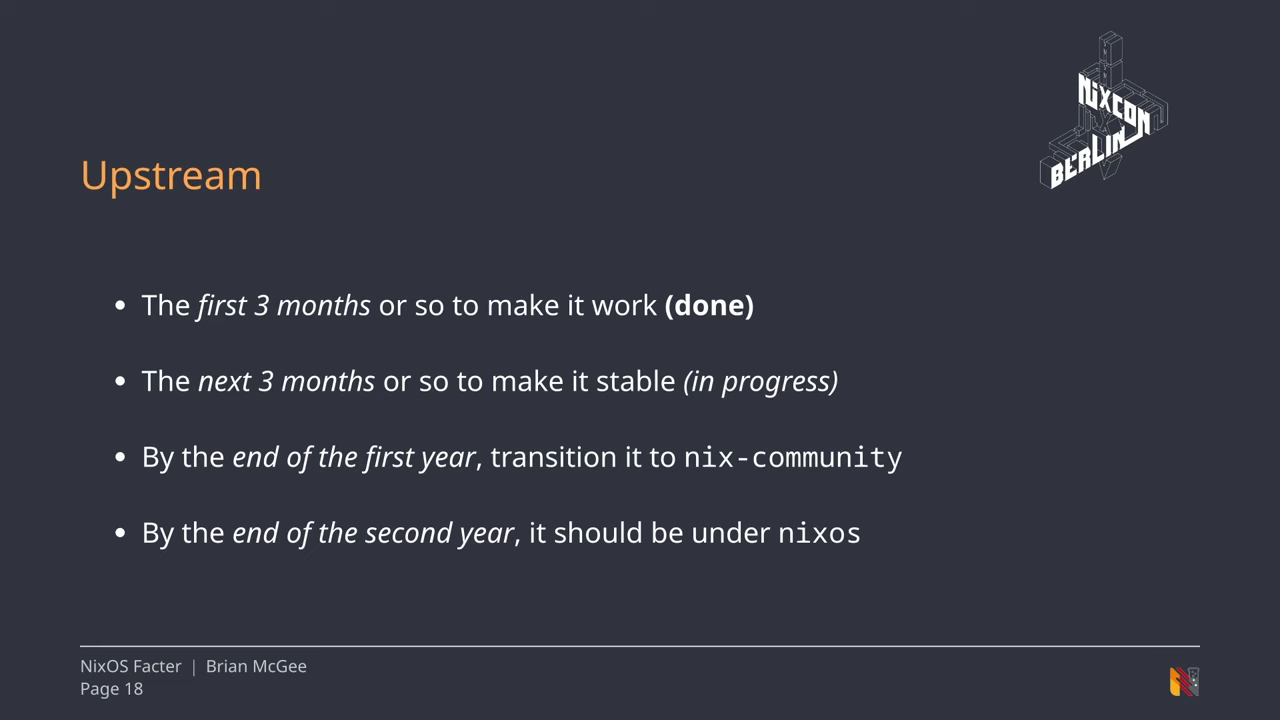 NixCon
Berlin
Upstream
• The first 3 months or so to make it work (done)
• The next 3 months or so to make it stable (in progress)
• By the end of the first year, transition it to nix-community
• By the end of the second year, it should be under nixos
NixOS Facter | Brian McGee
Page 18